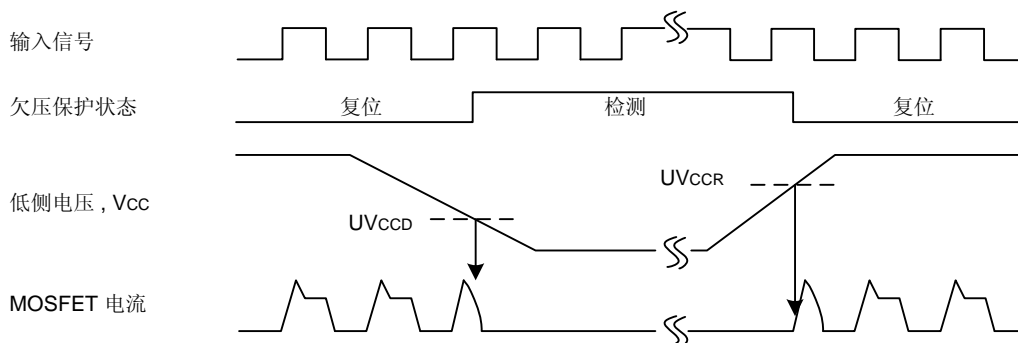 输入信号
欠压保护状态
复位 检测 复位
低侧电压 , VCC
UVCCD
UVCCR
MOSFET 电流